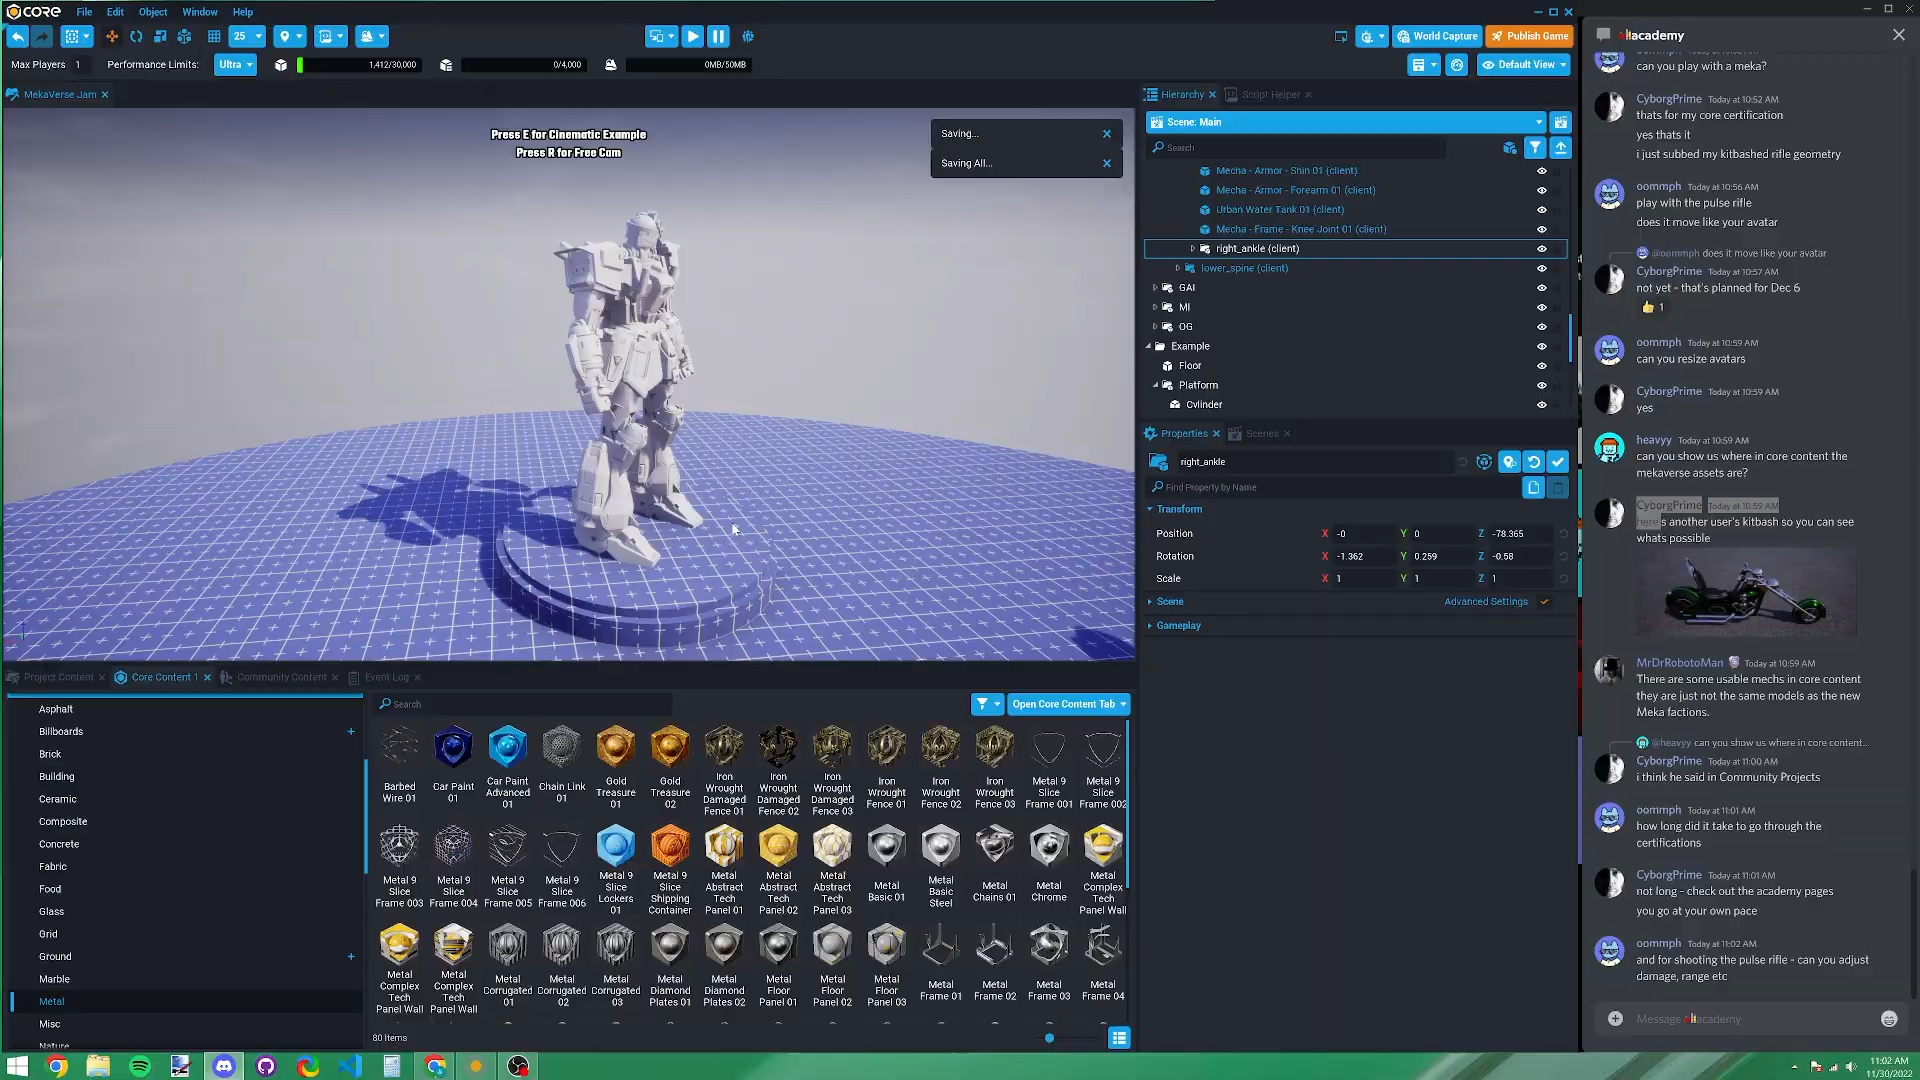 CORE
File Edit Object Window Help
25
World Capture
Publish Game
Max Players 1 Performance Limits: Ultra 1,412/30,000 0/4,000 0MB/50MB
Default View
MekaVerse Jam
Press E for Cinematic Example
Press R for Free Cam
Saving...
Saving All...
Hierarchy
Script Helper
Scene: Main
Search
Mecha - Armor - Shin 01 (client)
Mecha - Armor - Forearm 01 (client)
Urban Water Tank 01 (client)
Mecha - Frame - Knee Joint 01 (client)
right_ankle (client)
lower_spine (client)
GAI
MI
OG
Example
Floor
Platform
Cylinder
Properties
Scenes
right_ankle
Find Property by Name
Transform
Position X -0 Y 0 Z -78.365
Rotation X -1.362 Y 0.259 Z -0.58
Scale X 1 Y 1 Z 1
Scene
Advanced Settings
Gameplay
Project Content
Core Content 1
Community Content
Event Log
Asphalt
Billboards
Brick
Building
Ceramic
Composite
Concrete
Fabric
Food
Glass
Grid
Ground
Marble
Metal
Misc
Nature
Search
Open Core Content Tab
Barbed Wire 01
Car Paint 01
Car Paint Advanced 01
Chain Link 01
Gold Treasure 01
Gold Treasure 02
Iron Wrought Damaged Fence 01
Iron Wrought Damaged Fence 02
Iron Wrought Damaged Fence 03
Iron Wrought Fence 01
Iron Wrought Fence 02
Iron Wrought Fence 03
Metal 9 Slice Frame 001
Metal 9 Slice Frame 002
Metal 9 Slice Frame 003
Metal 9 Slice Frame 004
Metal 9 Slice Frame 005
Metal 9 Slice Frame 006
Metal 9 Slice Lockers 01
Metal 9 Slice Shipping Container
Metal Abstract Tech Panel 01
Metal Abstract Tech Panel 02
Metal Abstract Tech Panel 03
Metal Basic 01
Metal Basic Steel
Metal Chains 01
Metal Chrome
Metal Complex Tech Panel Wall
Metal Complex Tech Panel Wall
Metal Complex Tech Panel Wall
Metal Corrugated 01
Metal Corrugated 02
Metal Corrugated 03
Metal Diamond Plates 01
Metal Diamond Plates 02
Metal Floor Panel 01
Metal Floor Panel 02
Metal Floor Panel 03
Metal Frame 01
Metal Frame 02
Metal Frame 03
Metal Frame 04
80 Items
academy
can you play with a meka?
CyborgPrime Today at 10:52 AM
thats for my core certification
yes thats it
i just subbed my kitbashed rifle geometry
oommph Today at 10:56 AM
play with the pulse rifle
does it move like your avatar
@oommph does it move like your avatar
CyborgPrime Today at 10:57 AM
not yet - that's planned for Dec 6
1
oommph Today at 10:59 AM
can you resize avatars
CyborgPrime Today at 10:59 AM
yes
heavyy Today at 10:59 AM
can you show us where in core content the
mekaverse assets are?
CyborgPrime Today at 10:59 AM
here's another user's kitbash so you can see
whats possible
MrDrRobotoMan Today at 10:59 AM
There are some usable mechs in core content
they are just not the same models as the new
Meka factions.
@heavyy can you show us where in core content...
CyborgPrime Today at 11:00 AM
i think he said in Community Projects
oommph Today at 11:01 AM
how long did it take to go through the
certifications
CyborgPrime Today at 11:01 AM
not long - check out the academy pages
you go at your own pace
oommph Today at 11:02 AM
and for shooting the pulse rifle - can you adjust
damage, range etc
Message academy
11:02 AM
11/30/2022